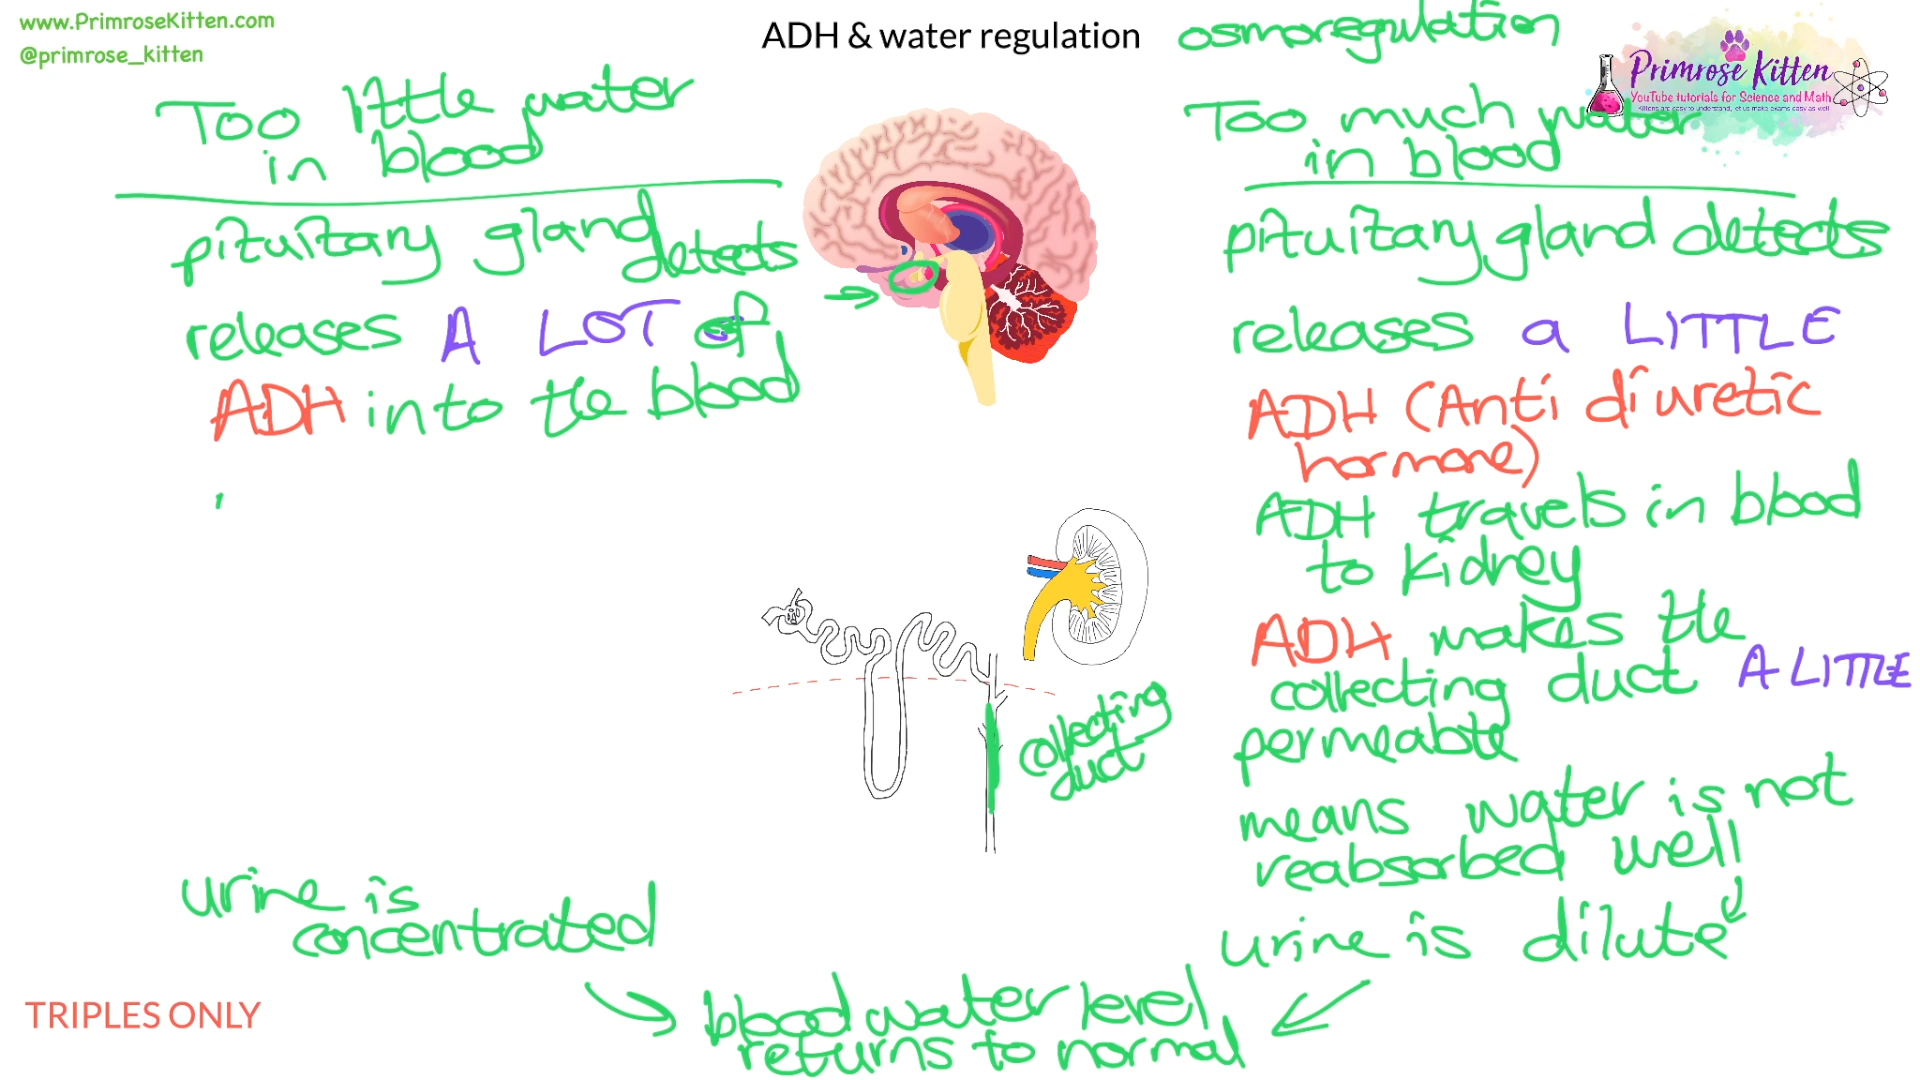 www.PrimroseKitten.com
@primrose_kitten
ADH & water regulation
osmoregulation
Primrose Kitten
YouTube tutorials for Science and Math
Too little water
in blood
pituitary gland
detects
releases A LOT of
ADH into the blood
urine is
concentrated
TRIPLES ONLY
collecting
duct
Too much water
in blood
pituitary gland detects
releases a LITTLE
ADH (Anti diuretic
hormone)
ADH travels in blood
to kidney
ADH makes the
collecting duct A LITTLE
permeable
means water is not
reabsorbed well
urine is dilute
blood water level
returns to normal